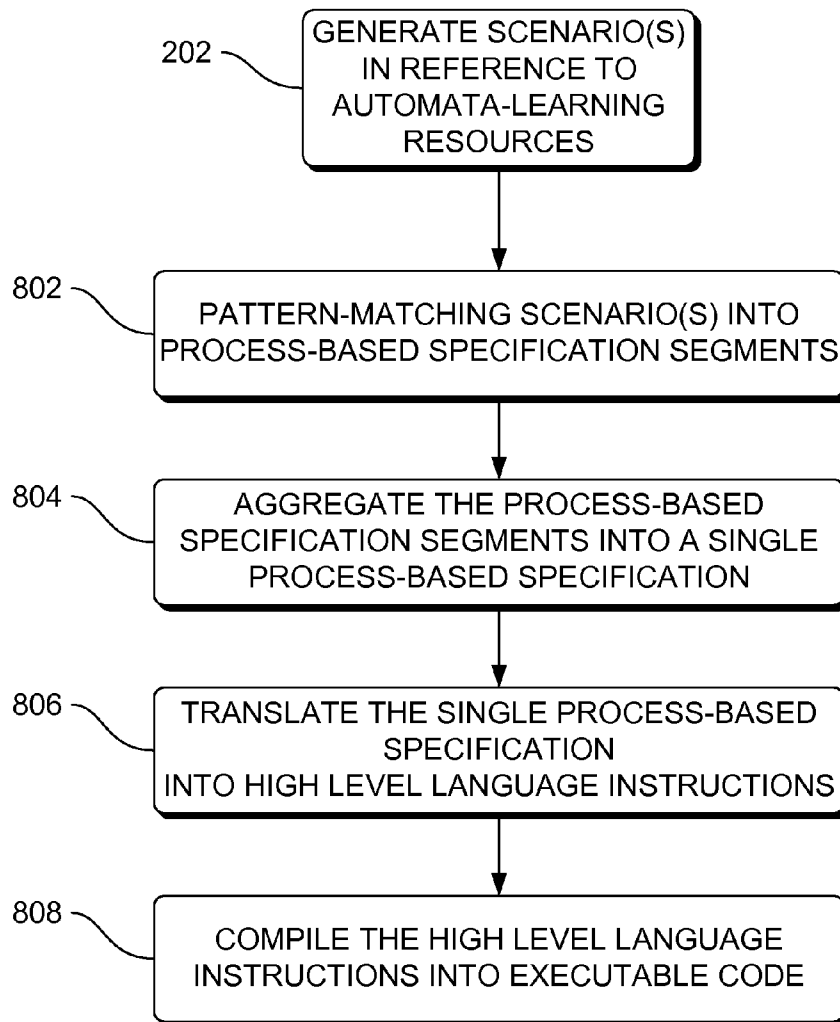 202
GENERATE SCENARIO(S)
IN REFERENCE TO
AUTOMATA-LEARNING
RESOURCES
802
PATTERN-MATCHING SCENARIO(S) INTO
PROCESS-BASED SPECIFICATION SEGMENTS
804
AGGREGATE THE PROCESS-BASED
SPECIFICATION SEGMENTS INTO A SINGLE
PROCESS-BASED SPECIFICATION
806
TRANSLATE THE SINGLE PROCESS-BASED
SPECIFICATION
INTO HIGH LEVEL LANGUAGE INSTRUCTIONS
808
COMPILE THE HIGH LEVEL LANGUAGE
INSTRUCTIONS INTO EXECUTABLE CODE